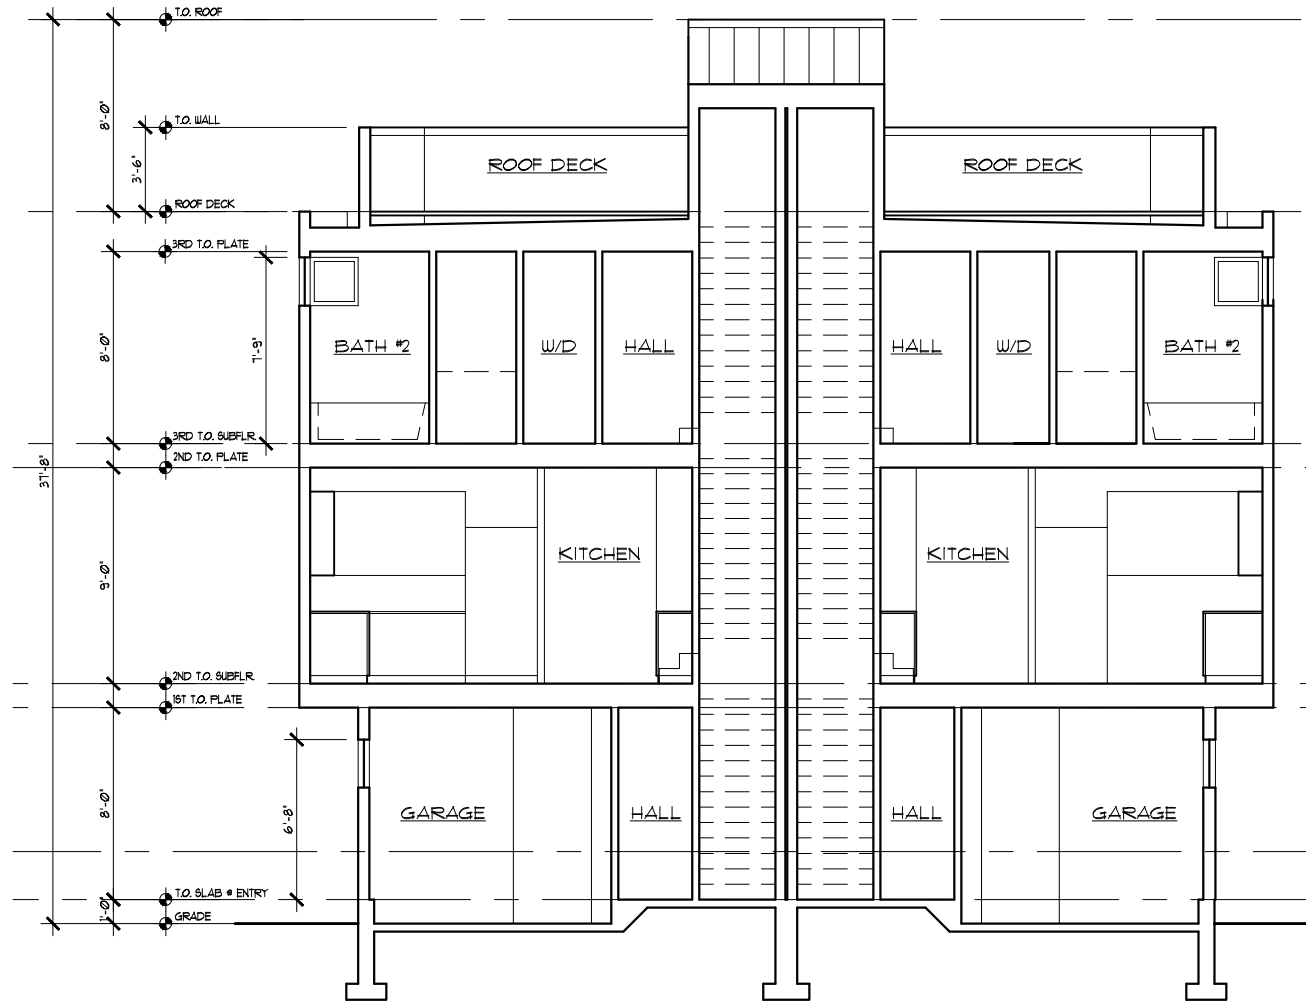 T.O. ROOF
8'-0"
T.O. WALL
3'-6"
ROOF DECK
ROOF DECK
ROOF DECK
3RD T.O. PLATE
8'-0"
7'-9"
BATH #2
W/D
HALL
HALL
W/D
BATH #2
3RD T.O. SUBFLR.
2ND T.O. PLATE
37'-8"
9'-0"
KITCHEN
KITCHEN
2ND T.O. SUBFLR.
1ST T.O. PLATE
8'-0"
6'-8"
GARAGE
HALL
HALL
GARAGE
T.O. SLAB @ ENTRY
1'-0"
GRADE